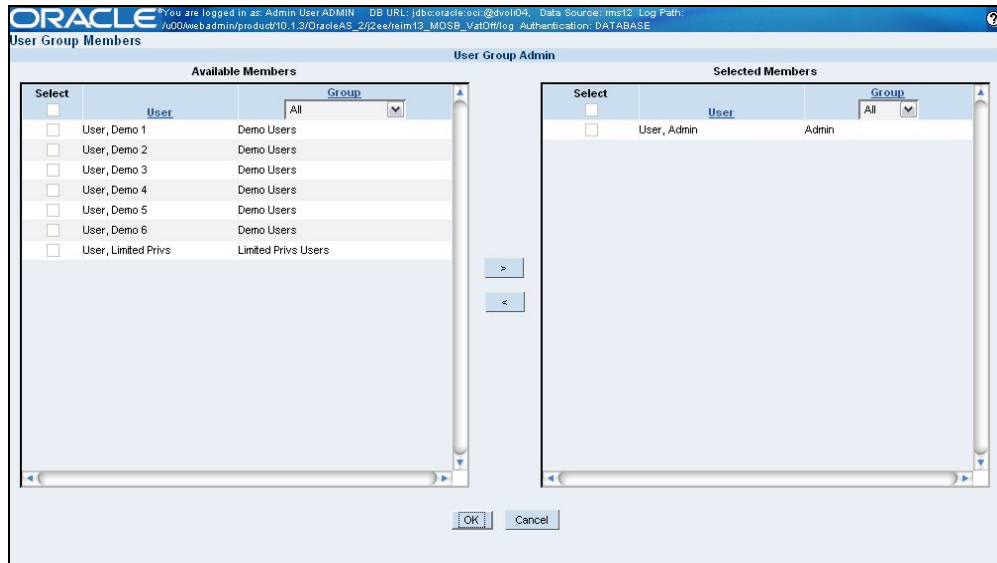 ORACLE You are logged in as: Admin User ADMIN DB URL: jdbc:oracle:oci:@dvolr04, Data Source: rms12 Log Path:
/u00/webadmin/product/10.1.3/OracleAS_2/j2ee/reim13_MOSB_VatOff/log Authentication: DATABASE
?
User Group Members
User Group Admin
Available Members
Select User Group
All
User, Demo 1 Demo Users
User, Demo 2 Demo Users
User, Demo 3 Demo Users
User, Demo 4 Demo Users
User, Demo 5 Demo Users
User, Demo 6 Demo Users
User, Limited Privs Limited Privs Users
>
<
Selected Members
Select User Group
All
User, Admin Admin
OK Cancel